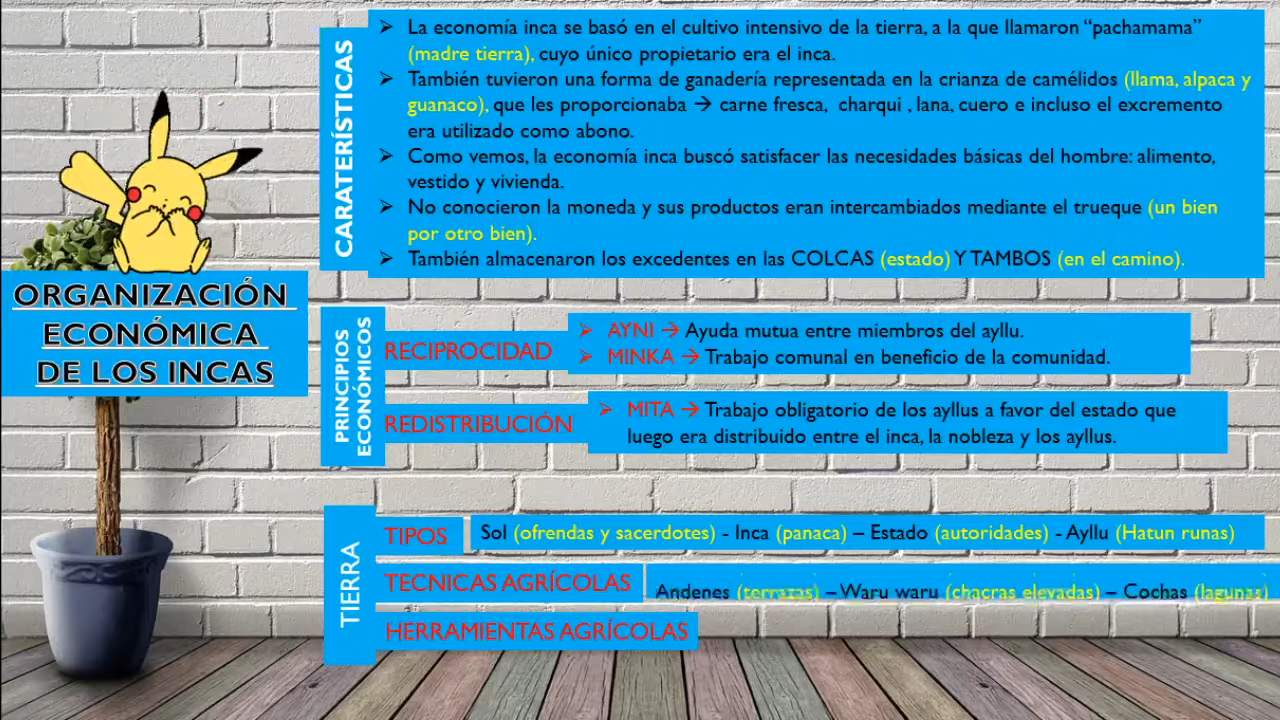 CARATERÍSTICAS
➢ La economía inca se basó en el cultivo intensivo de la tierra, a la que llamaron “pachamama”
(madre tierra), cuyo único propietario era el inca.
➢ También tuvieron una forma de ganadería representada en la crianza de camélidos (llama, alpaca y
guanaco), que les proporcionaba → carne fresca, charqui , lana, cuero e incluso el excremento
era utilizado como abono.
➢ Como vemos, la economía inca buscó satisfacer las necesidades básicas del hombre: alimento,
vestido y vivienda.
➢ No conocieron la moneda y sus productos eran intercambiados mediante el trueque (un bien
por otro bien).
➢ También almacenaron los excedentes en las COLCAS (estado) Y TAMBOS (en el camino).
ORGANIZACIÓN
ECONÓMICA
DE LOS INCAS
PRINCIPIOS
ECONÓMICOS
RECIPROCIDAD
➢ AYNI → Ayuda mutua entre miembros del ayllu.
➢ MINKA → Trabajo comunal en beneficio de la comunidad.
REDISTRIBUCIÓN
➢ MITA → Trabajo obligatorio de los ayllus a favor del estado que
luego era distribuido entre el inca, la nobleza y los ayllus.
TIERRA
TIPOS
Sol (ofrendas y sacerdotes) - Inca (panaca) – Estado (autoridades) - Ayllu (Hatun runas)
TECNICAS AGRÍCOLAS
Andenes (terrazas) – Waru waru (chacras elevadas) – Cochas (lagunas)
HERRAMIENTAS AGRÍCOLAS